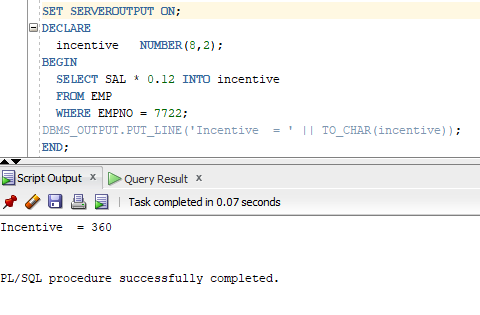 SET SERVEROUTPUT ON;
DECLARE
incentive   NUMBER(8,2);
BEGIN
SELECT SAL * 0.12 INTO incentive
FROM EMP
WHERE EMPNO = 7722;
DBMS_OUTPUT.PUT_LINE('Incentive  = ' || TO_CHAR(incentive));
END;
Script Output x Query Result x
Task completed in 0.07 seconds
Incentive  = 360
PL/SQL procedure successfully completed.